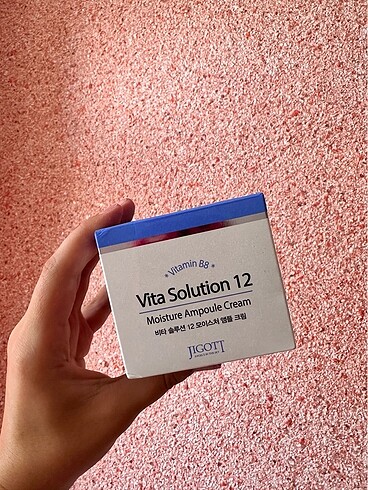 • Vitamin B8 •
Vita Solution 12
Moisture Ampoule Cream
비타 솔루션 12 모이스처 앰플 크림
JIGOTT